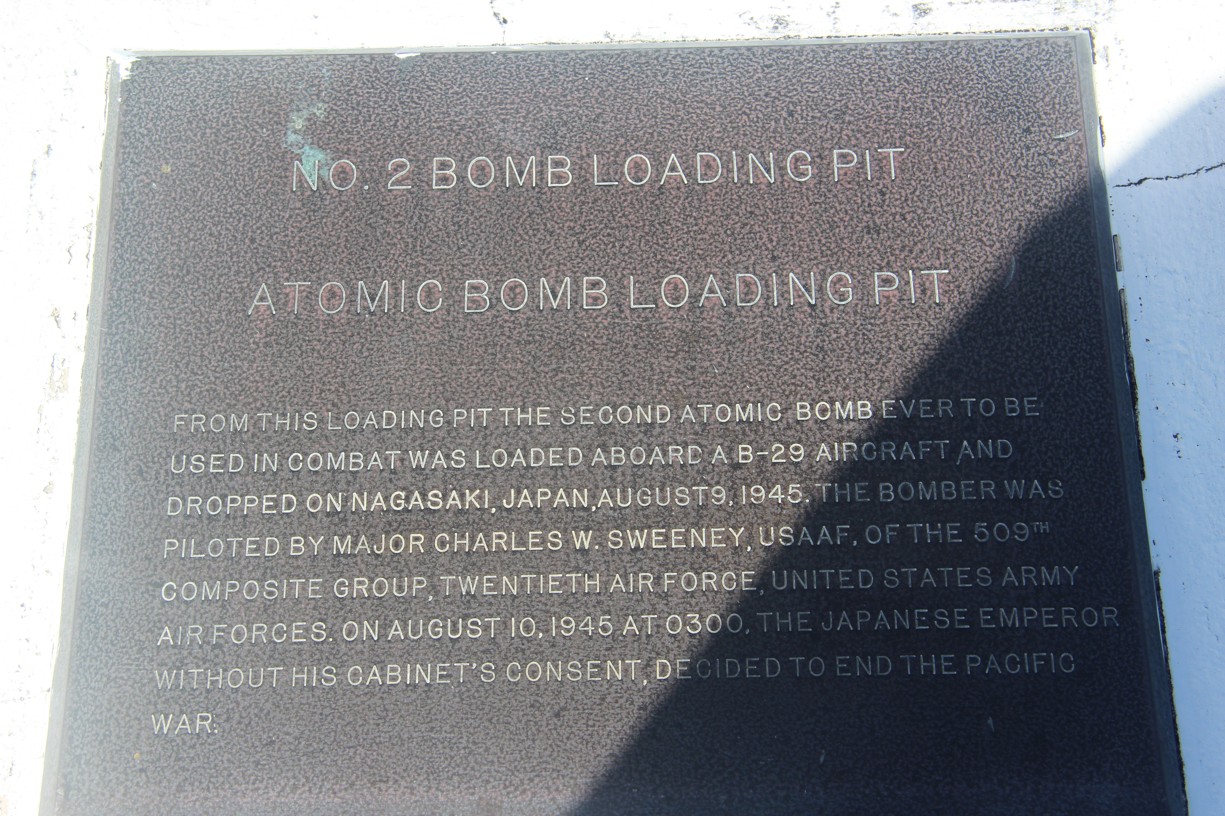 NO. 2 BOMB LOADING PIT
ATOMIC BOMB LOADING PIT
FROM THIS LOADING PIT THE SECOND ATOMIC BOMB EVER TO BE
USED IN COMBAT WAS LOADED ABOARD A B-29 AIRCRAFT AND
DROPPED ON NAGASAKI, JAPAN, AUGUST 9, 1945. THE BOMBER WAS
PILOTED BY MAJOR CHARLES W. SWEENEY, USAAF, OF THE 509TH
COMPOSITE GROUP, TWENTIETH AIR FORCE, UNITED STATES ARMY
AIR FORCES. ON AUGUST 10, 1945 AT 0300, THE JAPANESE EMPEROR
WITHOUT HIS CABINET'S CONSENT, DECIDED TO END THE PACIFIC
WAR.